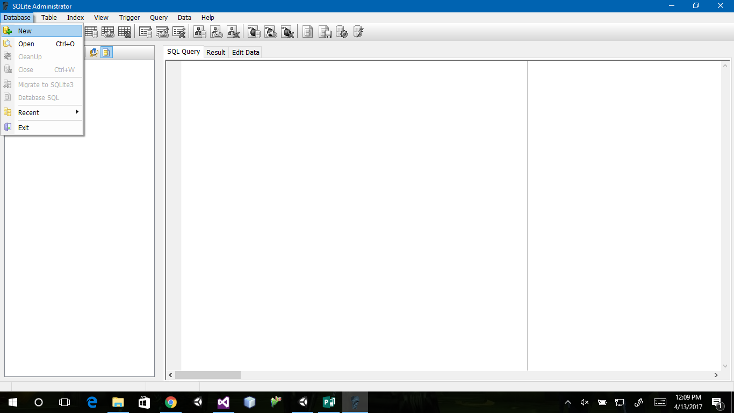 SQLite Administrator
Database Table Index View Trigger Query Data Help
New
Open Ctrl+O
CleanUp
Close Ctrl+W
Migrate to SQLite3
Database SQL
Recent
Exit
SQL Query Result Edit Data
12:09 PM
4/13/2017
1